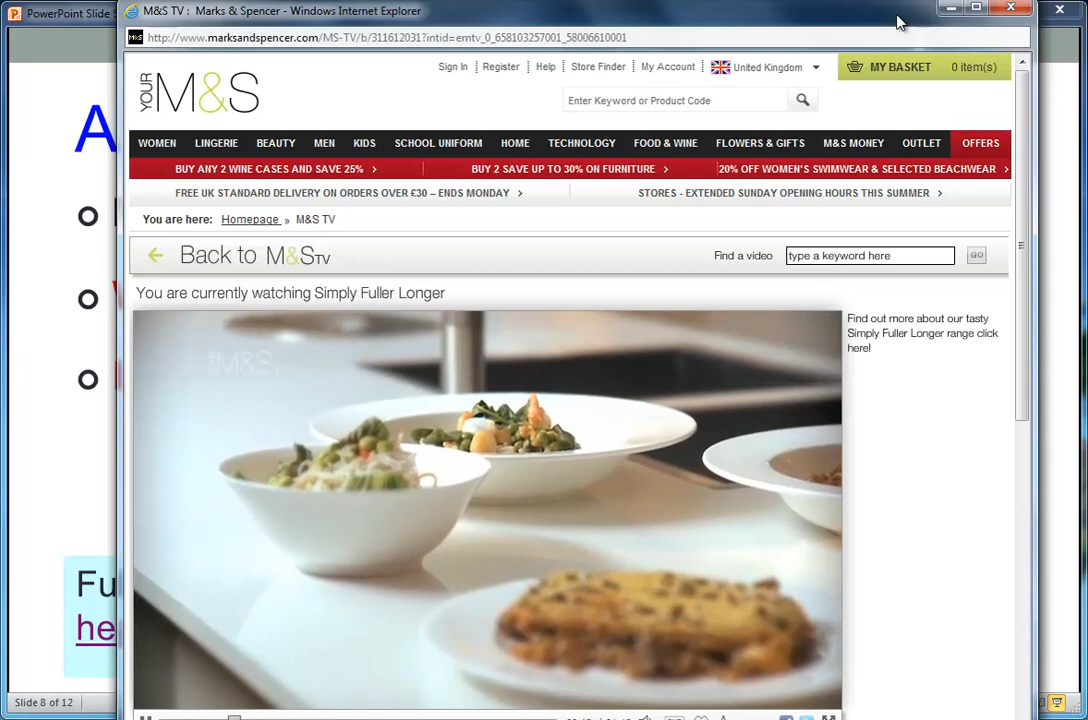 PowerPoint Slide S
M&S TV : Marks & Spencer - Windows Internet Explorer
http://www.marksandspencer.com/MS-TV/b/311612031?intid=emtv_0_658103257001_58006610001
Sign In | Register | Help | Store Finder | My Account | United Kingdom
MY BASKET 0 item(s)
YOUR M&S
Enter Keyword or Product Code
WOMEN LINGERIE BEAUTY MEN KIDS SCHOOL UNIFORM HOME TECHNOLOGY FOOD & WINE FLOWERS & GIFTS M&S MONEY OUTLET OFFERS
BUY ANY 2 WINE CASES AND SAVE 25% > BUY 2 SAVE UP TO 30% ON FURNITURE > 20% OFF WOMEN'S SWIMWEAR & SELECTED BEACHWEAR >
FREE UK STANDARD DELIVERY ON ORDERS OVER £30 – ENDS MONDAY > STORES - EXTENDED SUNDAY OPENING HOURS THIS SUMMER >
You are here: Homepage » M&S TV
Back to M&STV
Find a video type a keyword here GO
You are currently watching Simply Fuller Longer
Find out more about our tasty
Simply Fuller Longer range click
here!
YOUR M&S
A
Fu
he
Slide 8 of 12